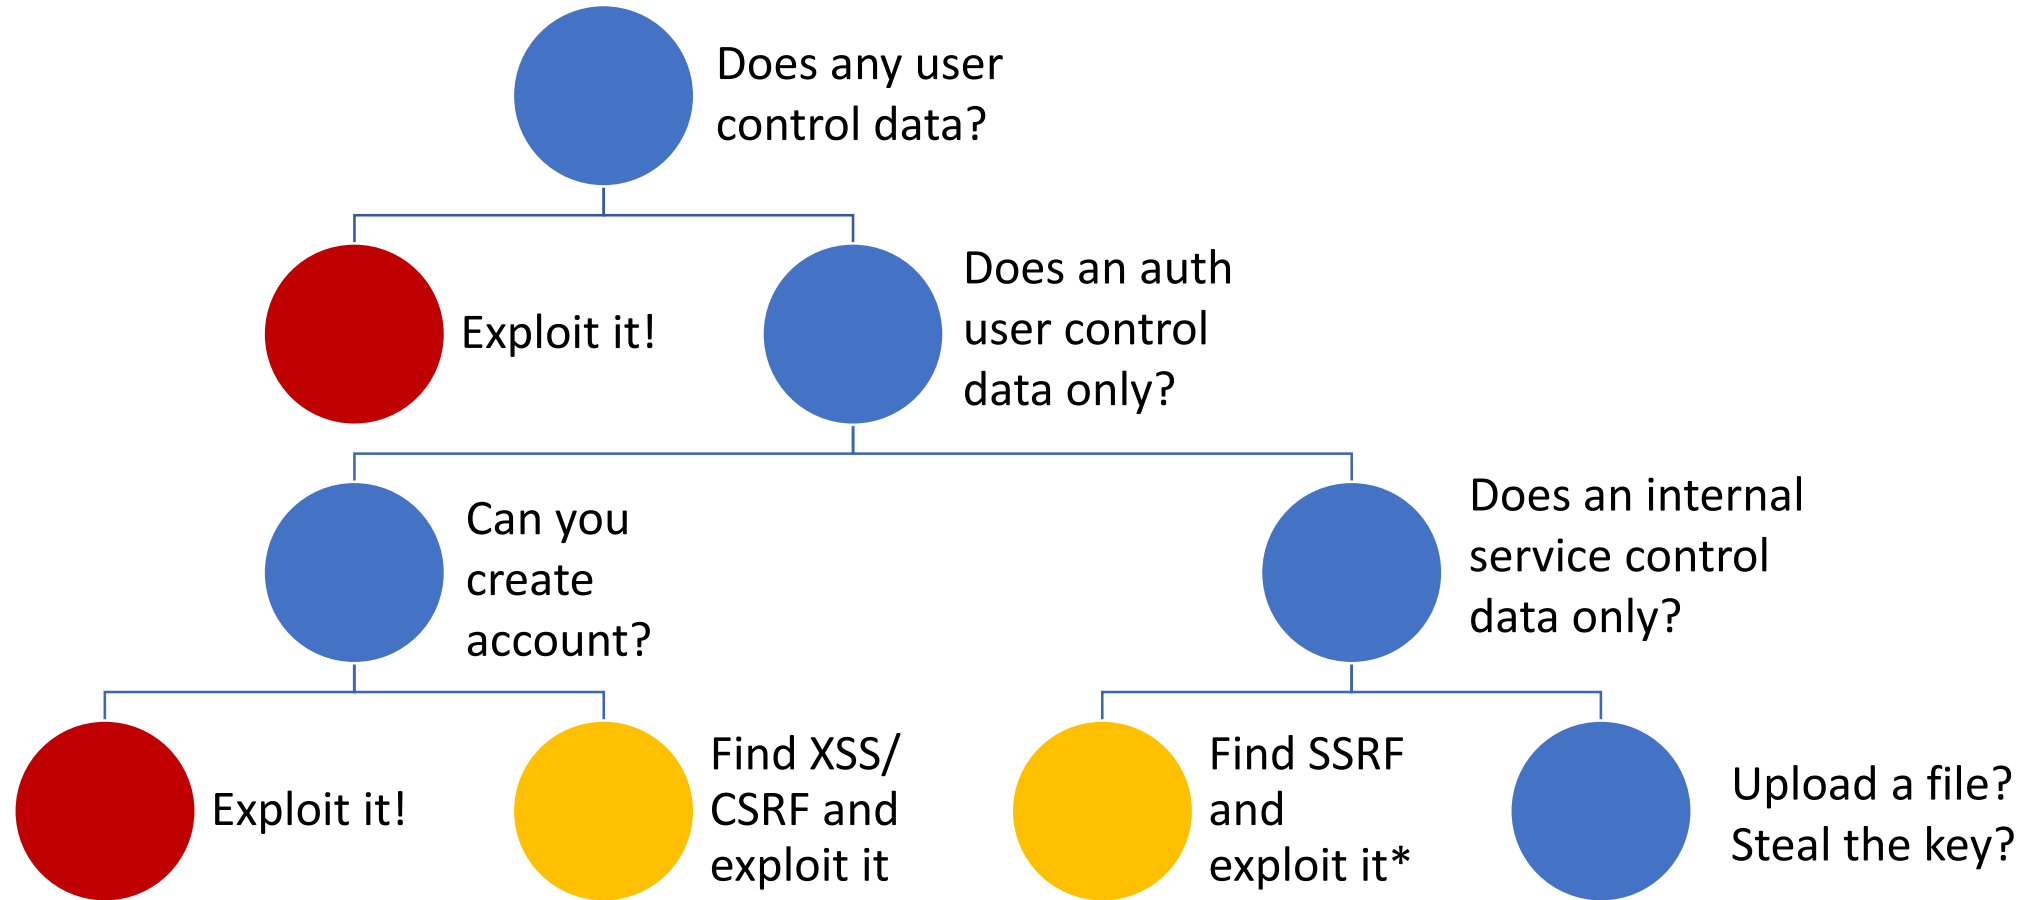 Does any user
control data?
Exploit it!
Does an auth
user control
data only?
Can you
create
account?
Does an internal
service control
data only?
Exploit it!
Find XSS/
CSRF and
exploit it
Find SSRF
and
exploit it*
Upload a file?
Steal the key?